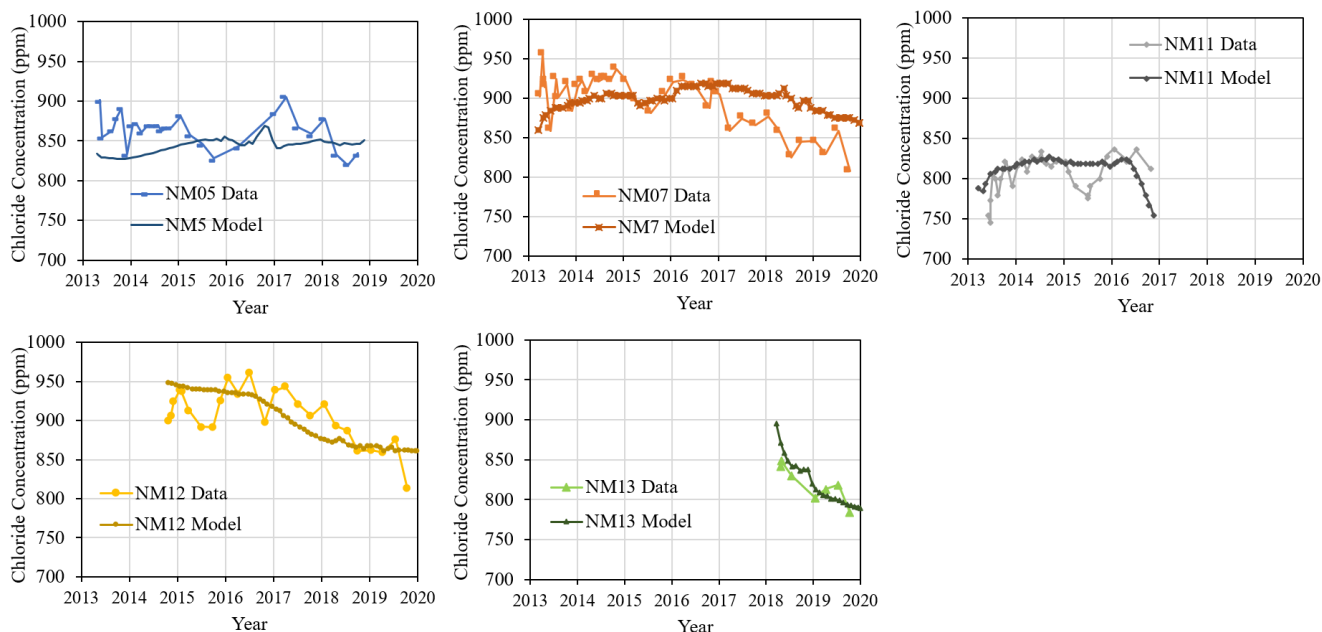 Chloride Concentration (ppm)
1000
950
900
850
800
750
700
NM05 Data
NM5 Model
2013 2014 2015 2016 2017 2018 2019 2020
Year
Chloride Concentration (ppm)
1000
950
900
850
800
750
700
NM07 Data
NM7 Model
2013 2014 2015 2016 2017 2018 2019 2020
Year
Chloride Concentration (ppm)
1000
950
900
850
800
750
700
NM11 Data
NM11 Model
2013 2014 2015 2016 2017 2018 2019 2020
Year
Chloride Concentration (ppm)
1000
950
900
850
800
750
700
NM12 Data
NM12 Model
2013 2014 2015 2016 2017 2018 2019 2020
Year
Chloride Concentration (ppm)
1000
950
900
850
800
750
700
NM13 Data
NM13 Model
2013 2014 2015 2016 2017 2018 2019 2020
Year